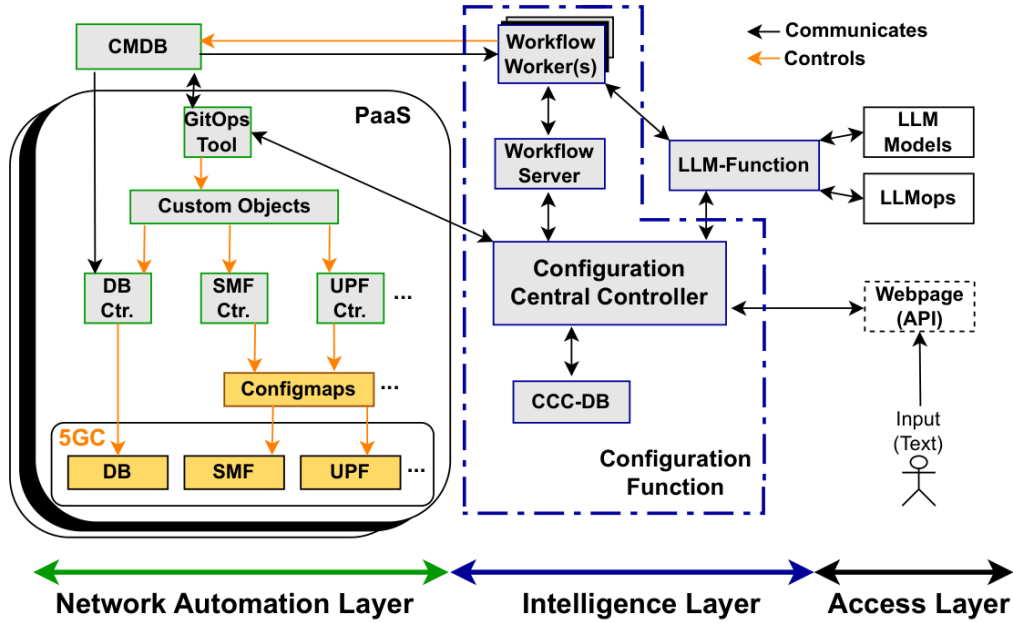 CMDB
Workflow
Worker(s)
Communicates
Controls
PaaS
GitOps
Tool
Workflow
Server
LLM-Function
LLM
Models
LLMops
Custom Objects
DB
Ctr.
SMF
Ctr.
UPF
Ctr.
...
Configuration
Central Controller
Webpage
(API)
Configmaps
...
CCC-DB
Input
(Text)
5GC
DB
SMF
UPF
...
Configuration
Function
Network Automation Layer
Intelligence Layer
Access Layer